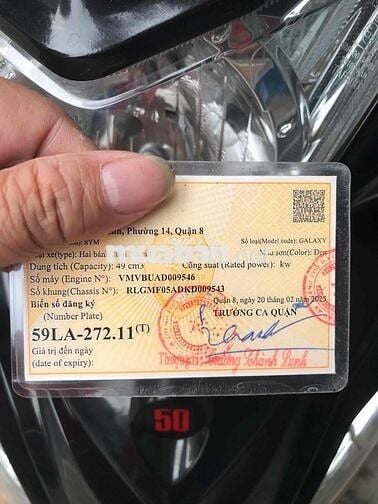 Phường 14, Quận 8
SYM
Số loại(Model code): GALAXY
xe(type): Hai bánh
sơn(Color):
Dung tích (Capacity): 49 cm3
Công suất (Rated power): kw
Số máy (Engine N°): VMVBUAD009546
Số khung(Chassis N°): RLGMF05ADKD009543
Biển số đăng ký
(Number Plate)
59LA-272.11(T)
Giá trị đến ngày
(date of expiry):
Quận 8, ngày 20 tháng 02 năm 2025
TRƯỞNG CA QUẬN
50